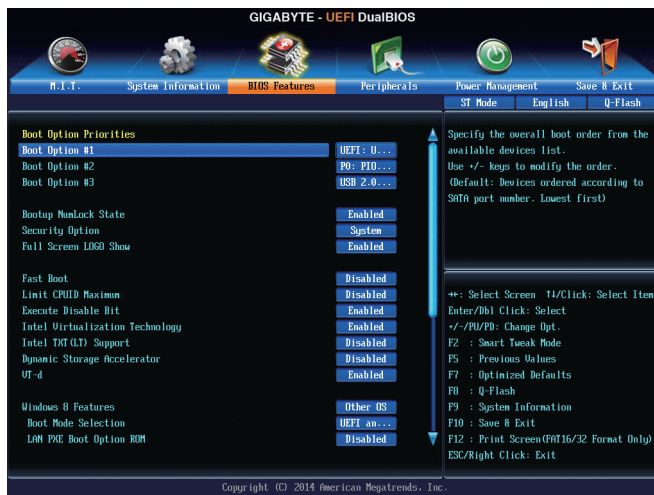 GIGABYTE - UEFI DualBIOS
M.I.T. System Information BIOS Features Peripherals Power Management Save & Exit
ST Mode English Q-Flash
Boot Option Priorities
Boot Option #1 UEFI: U...
Boot Option #2 P0: PIO...
Boot Option #3 USB 2.0...
Bootup NumLock State Enabled
Security Option System
Full Screen LOGO Show Enabled
Fast Boot Disabled
Limit CPUID Maximum Disabled
Execute Disable Bit Enabled
Intel Virtualization Technology Enabled
Intel TXT(LT) Support Disabled
Dynamic Storage Accelerator Disabled
VT-d Enabled
Windows 8 Features Other OS
Boot Mode Selection UEFI an...
LAN PXE Boot Option ROM Disabled
Specify the overall boot order from the
available devices list.
Use +/- keys to modify the order.
(Default: Devices ordered according to
SATA port number. Lowest first)
→←: Select Screen ↑↓/Click: Select Item
Enter/Dbl Click: Select
+/-/PU/PD: Change Opt.
F2 : Smart Tweak Mode
F5 : Previous Values
F7 : Optimized Defaults
F8 : Q-Flash
F9 : System Information
F10 : Save & Exit
F12 : Print Screen(FAT16/32 Format Only)
ESC/Right Click: Exit
Copyright (C) 2014 American Megatrends, Inc.